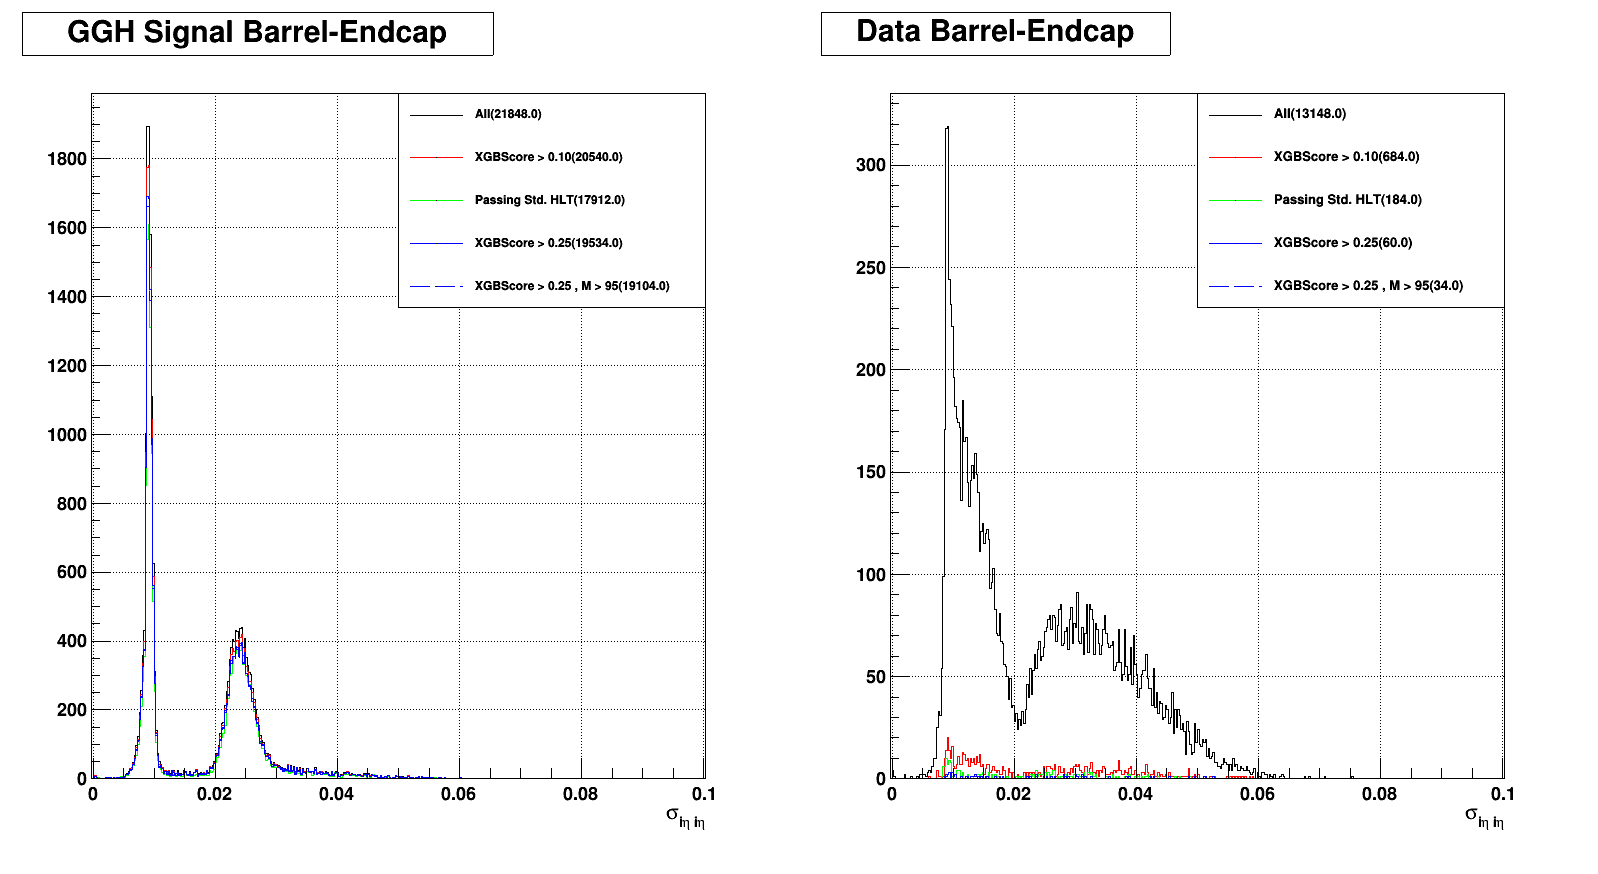 GGH Signal Barrel-Endcap
All(21848.0)
XGBScore > 0.10(20540.0)
Passing Std. HLT(17912.0)
XGBScore > 0.25(19534.0)
XGBScore > 0.25 , M > 95(19104.0)
1800
1600
1400
1200
1000
800
600
400
200
0
0 0.02 0.04 0.06 0.08 0.1
σiη iη
Data Barrel-Endcap
All(13148.0)
XGBScore > 0.10(684.0)
Passing Std. HLT(184.0)
XGBScore > 0.25(60.0)
XGBScore > 0.25 , M > 95(34.0)
300
250
200
150
100
50
0
0 0.02 0.04 0.06 0.08 0.1
σiη iη